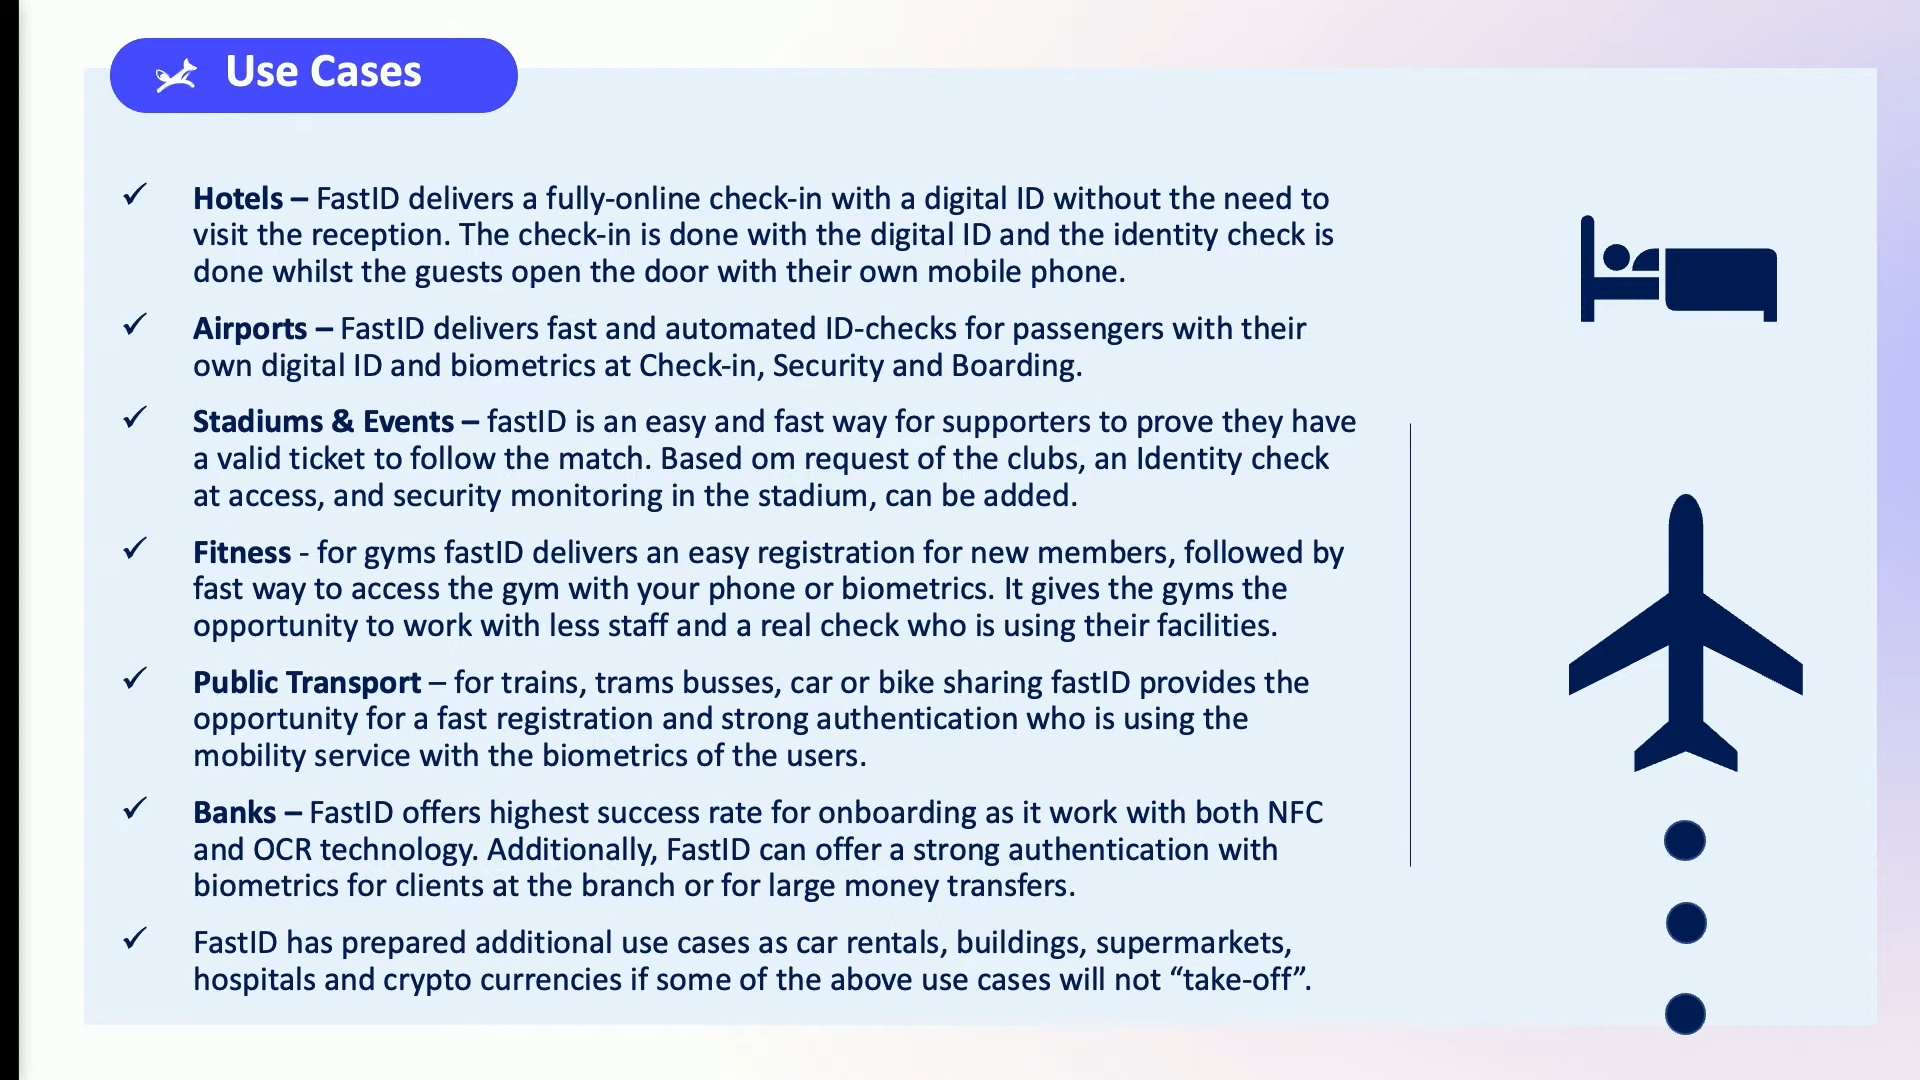 Use Cases
✓ Hotels – FastID delivers a fully-online check-in with a digital ID without the need to
visit the reception. The check-in is done with the digital ID and the identity check is
done whilst the guests open the door with their own mobile phone.
✓ Airports – FastID delivers fast and automated ID-checks for passengers with their
own digital ID and biometrics at Check-in, Security and Boarding.
✓ Stadiums & Events – fastID is an easy and fast way for supporters to prove they have
a valid ticket to follow the match. Based om request of the clubs, an Identity check
at access, and security monitoring in the stadium, can be added.
✓ Fitness - for gyms fastID delivers an easy registration for new members, followed by
fast way to access the gym with your phone or biometrics. It gives the gyms the
opportunity to work with less staff and a real check who is using their facilities.
✓ Public Transport – for trains, trams busses, car or bike sharing fastID provides the
opportunity for a fast registration and strong authentication who is using the
mobility service with the biometrics of the users.
✓ Banks – FastID offers highest success rate for onboarding as it work with both NFC
and OCR technology. Additionally, FastID can offer a strong authentication with
biometrics for clients at the branch or for large money transfers.
✓ FastID has prepared additional use cases as car rentals, buildings, supermarkets,
hospitals and crypto currencies if some of the above use cases will not “take-off”.